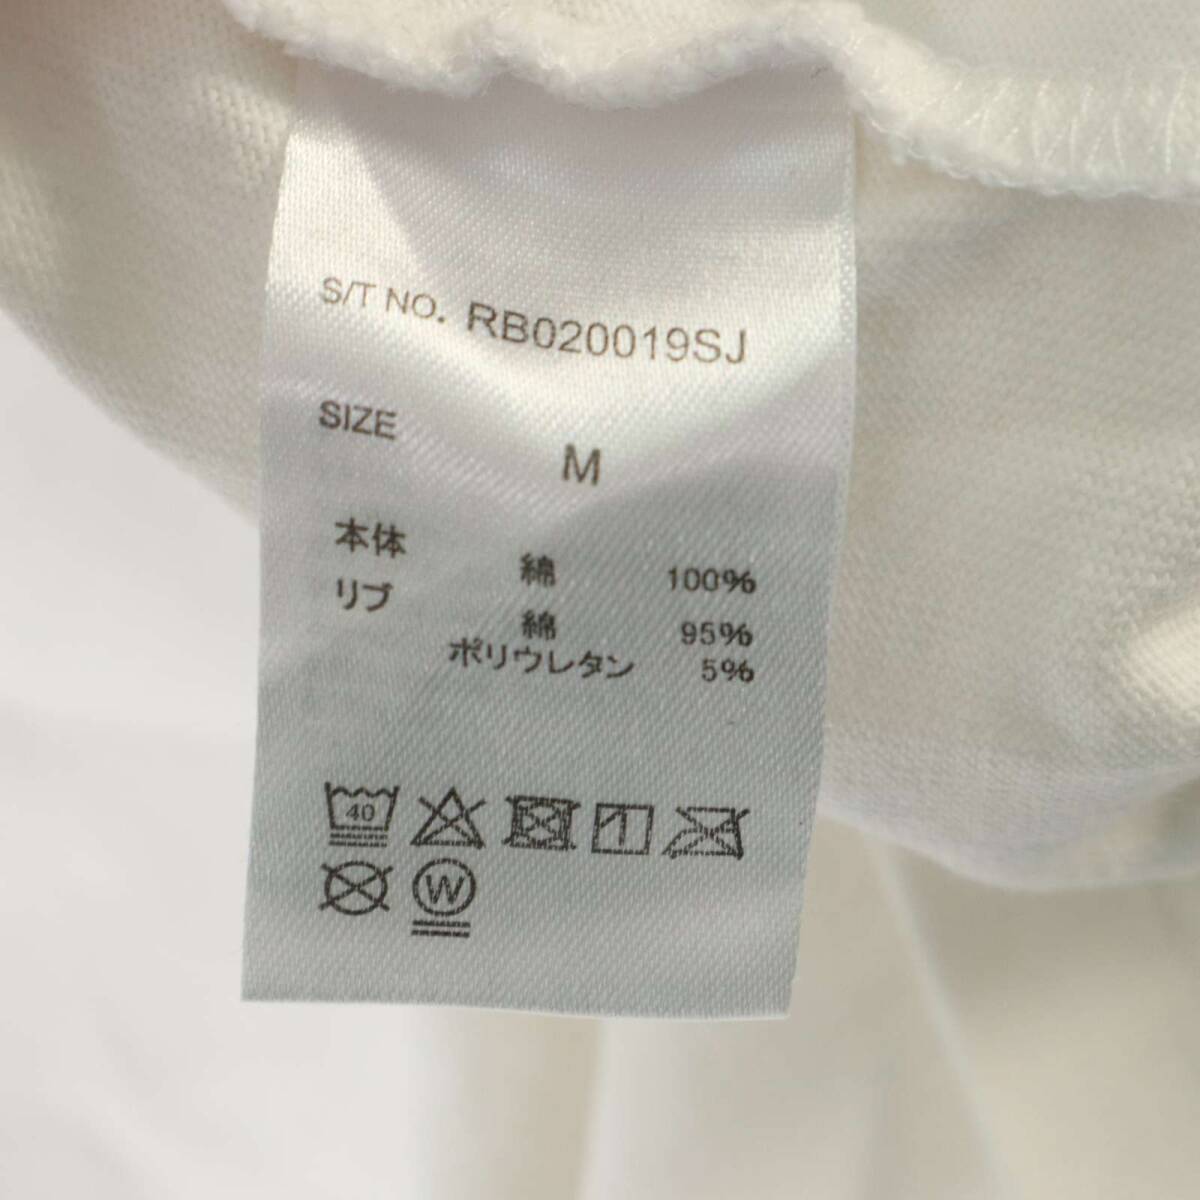 S/T NO. RB020019SJ
SIZE M
本体 綿 100%
リブ 綿 95%
ポリウレタン 5%
40
W